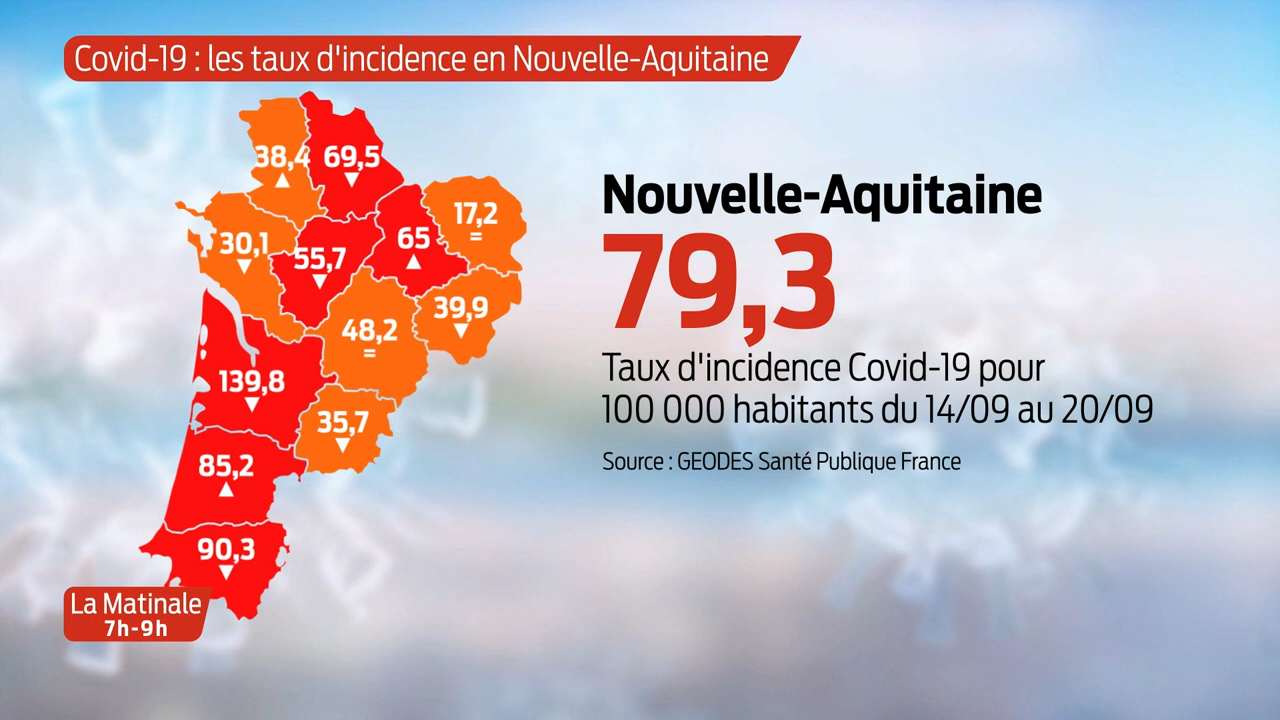 Covid-19 : les taux d'incidence en Nouvelle-Aquitaine
38,4
69,5
17,2
=
30,1
55,7
65
39,9
48,2
=
139,8
35,7
85,2
90,3
Nouvelle-Aquitaine
79,3
Taux d'incidence Covid-19 pour
100 000 habitants du 14/09 au 20/09
Source : GEODES Santé Publique France
La Matinale
7h-9h